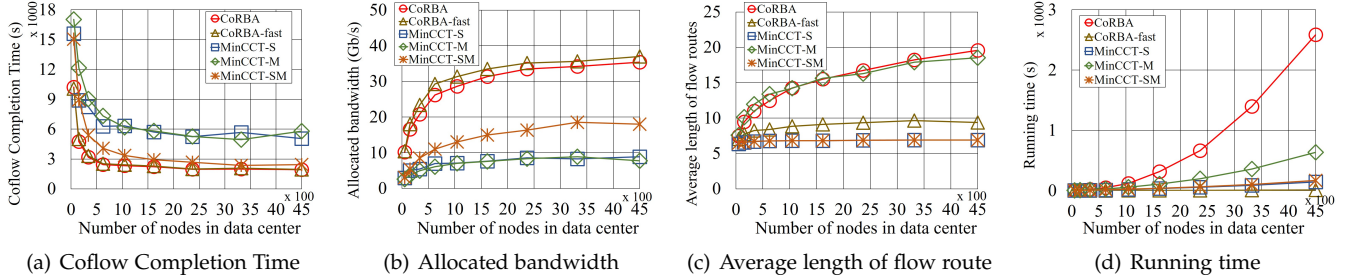 Coflow Completion Time (s)
x 1000
18
15
12
9
6
3
0
CoRBA
CoRBA-fast
MinCCT-S
MinCCT-M
MinCCT-SM
0 5 10 15 20 25 30 35 40 45
x 100
Number of nodes in data center
(a) Coflow Completion Time
Allocated bandwidth (Gb/s)
50
40
30
20
10
0
CoRBA
CoRBA-fast
MinCCT-S
MinCCT-M
MinCCT-SM
0 5 10 15 20 25 30 35 40 45
x 100
Number of nodes in data center
(b) Allocated bandwidth
Average length of flow routes
25
20
15
10
5
0
CoRBA
CoRBA-fast
MinCCT-S
MinCCT-M
MinCCT-SM
0 5 10 15 20 25 30 35 40 45
x 100
Number of nodes in data center
(c) Average length of flow route
Running time (s)
x 1000
3
2
1
0
CoRBA
CoRBA-fast
MinCCT-S
MinCCT-M
MinCCT-SM
0 5 10 15 20 25 30 35 40 45
x 100
Number of nodes in data center
(d) Running time